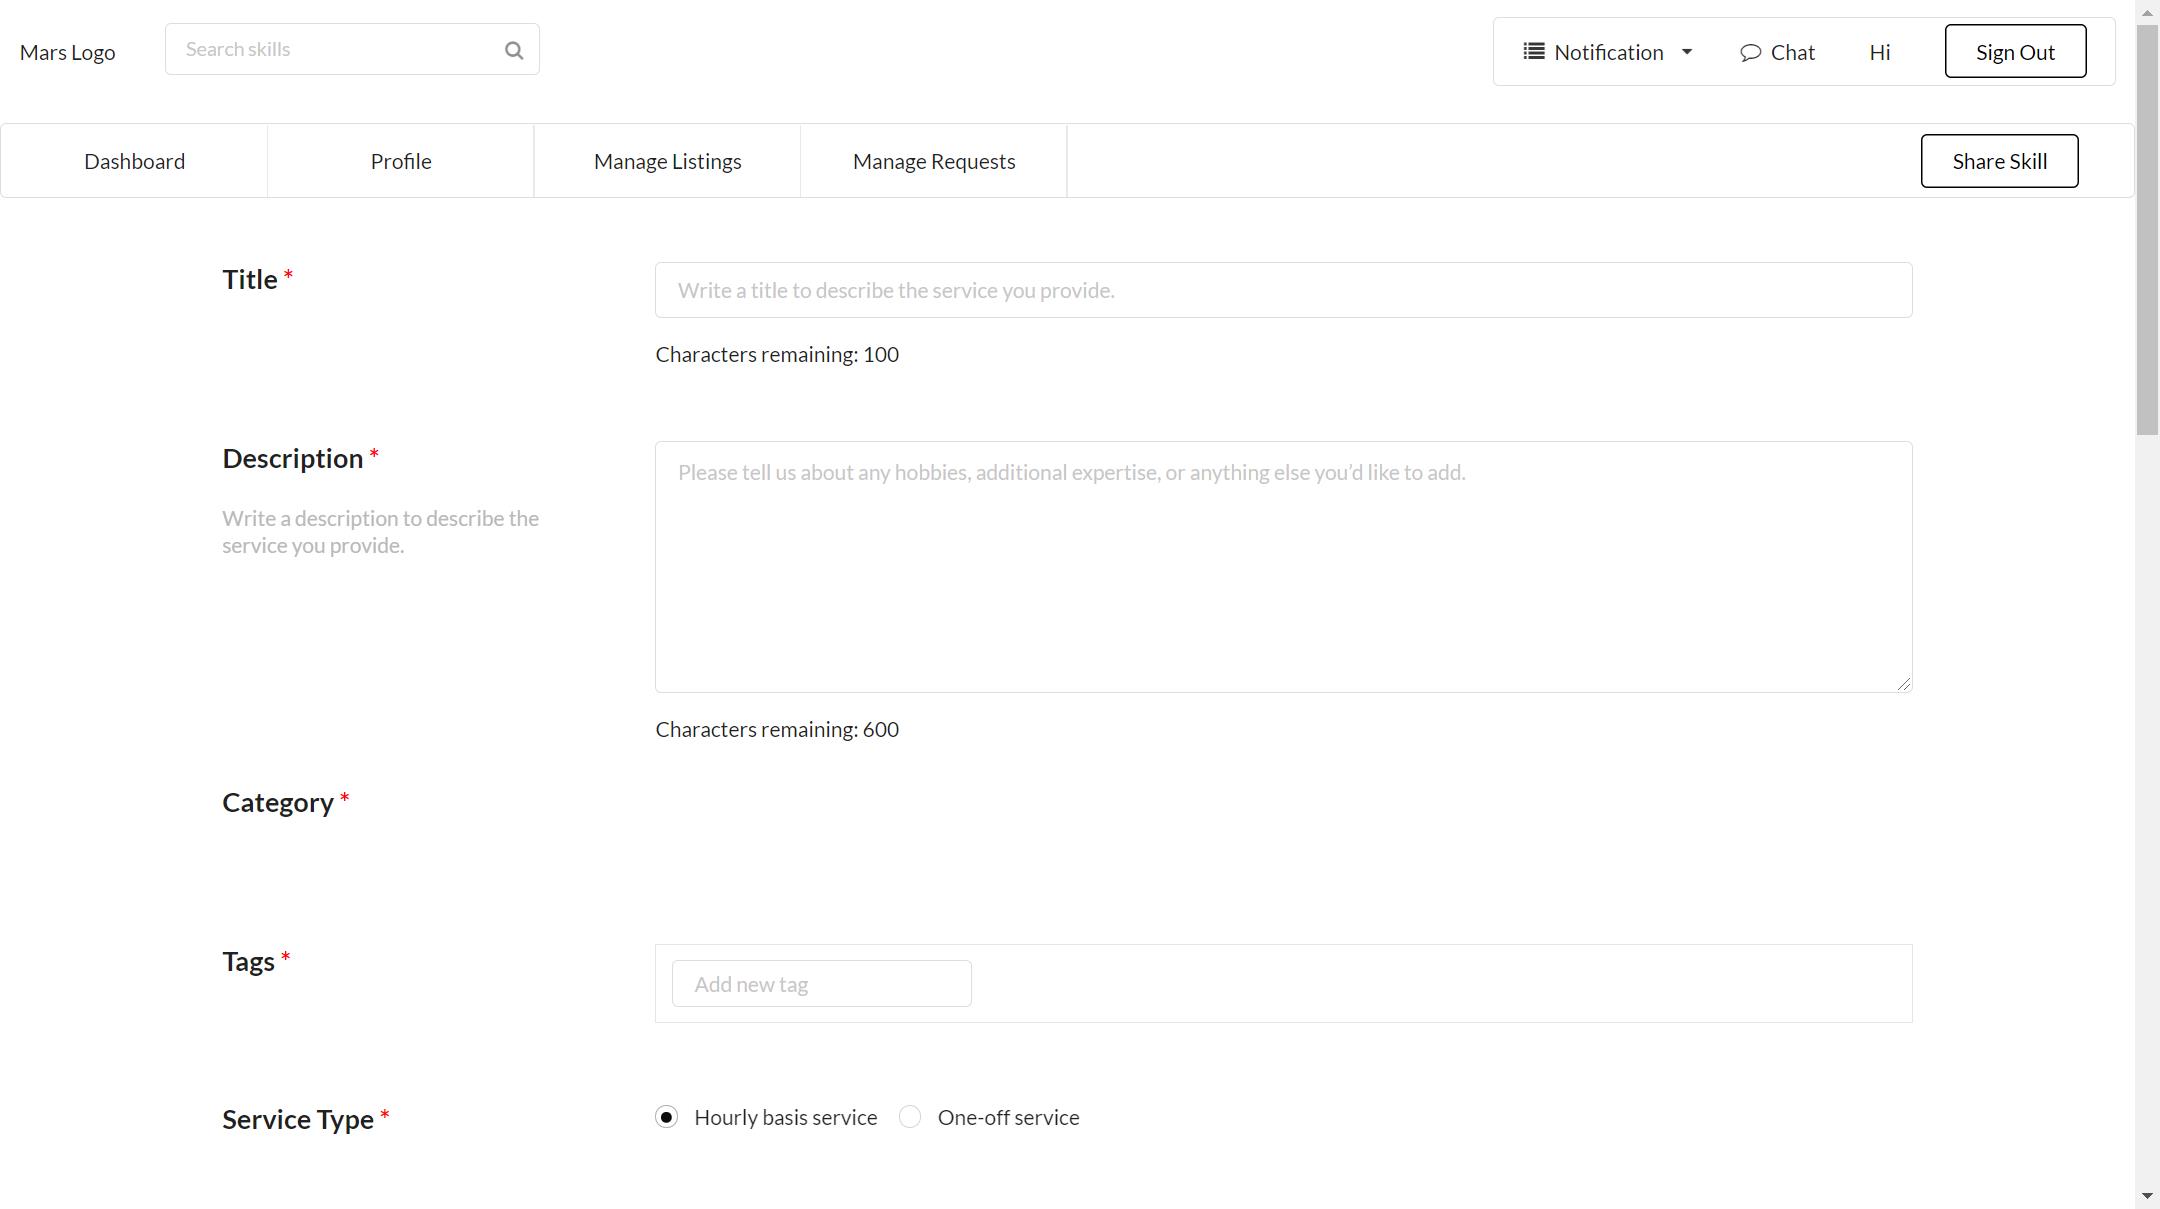 Mars Logo
Search skills
Notification
Chat
Hi
Sign Out
Dashboard
Profile
Manage Listings
Manage Requests
Share Skill
Title *
Write a title to describe the service you provide.
Characters remaining: 100
Description *
Write a description to describe the
service you provide.
Please tell us about any hobbies, additional expertise, or anything else you’d like to add.
Characters remaining: 600
Category *
Tags *
Add new tag
Service Type *
Hourly basis service
One-off service